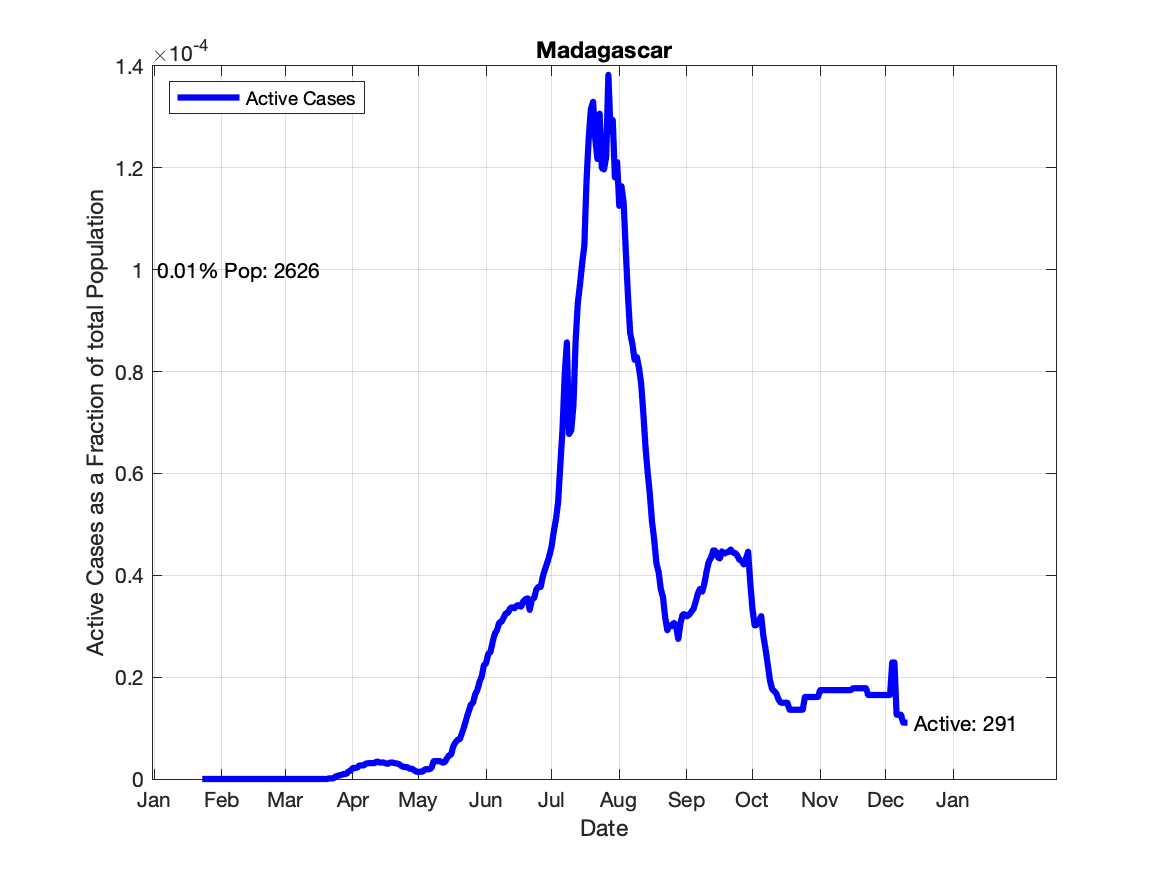 Madagascar
×10-4
Active Cases
1.4
1.2
1
0.8
0.6
0.4
0.2
0
0.01% Pop: 2626
Active: 291
Active Cases as a Fraction of total Population
Jan Feb Mar Apr May Jun Jul Aug Sep Oct Nov Dec Jan
Date